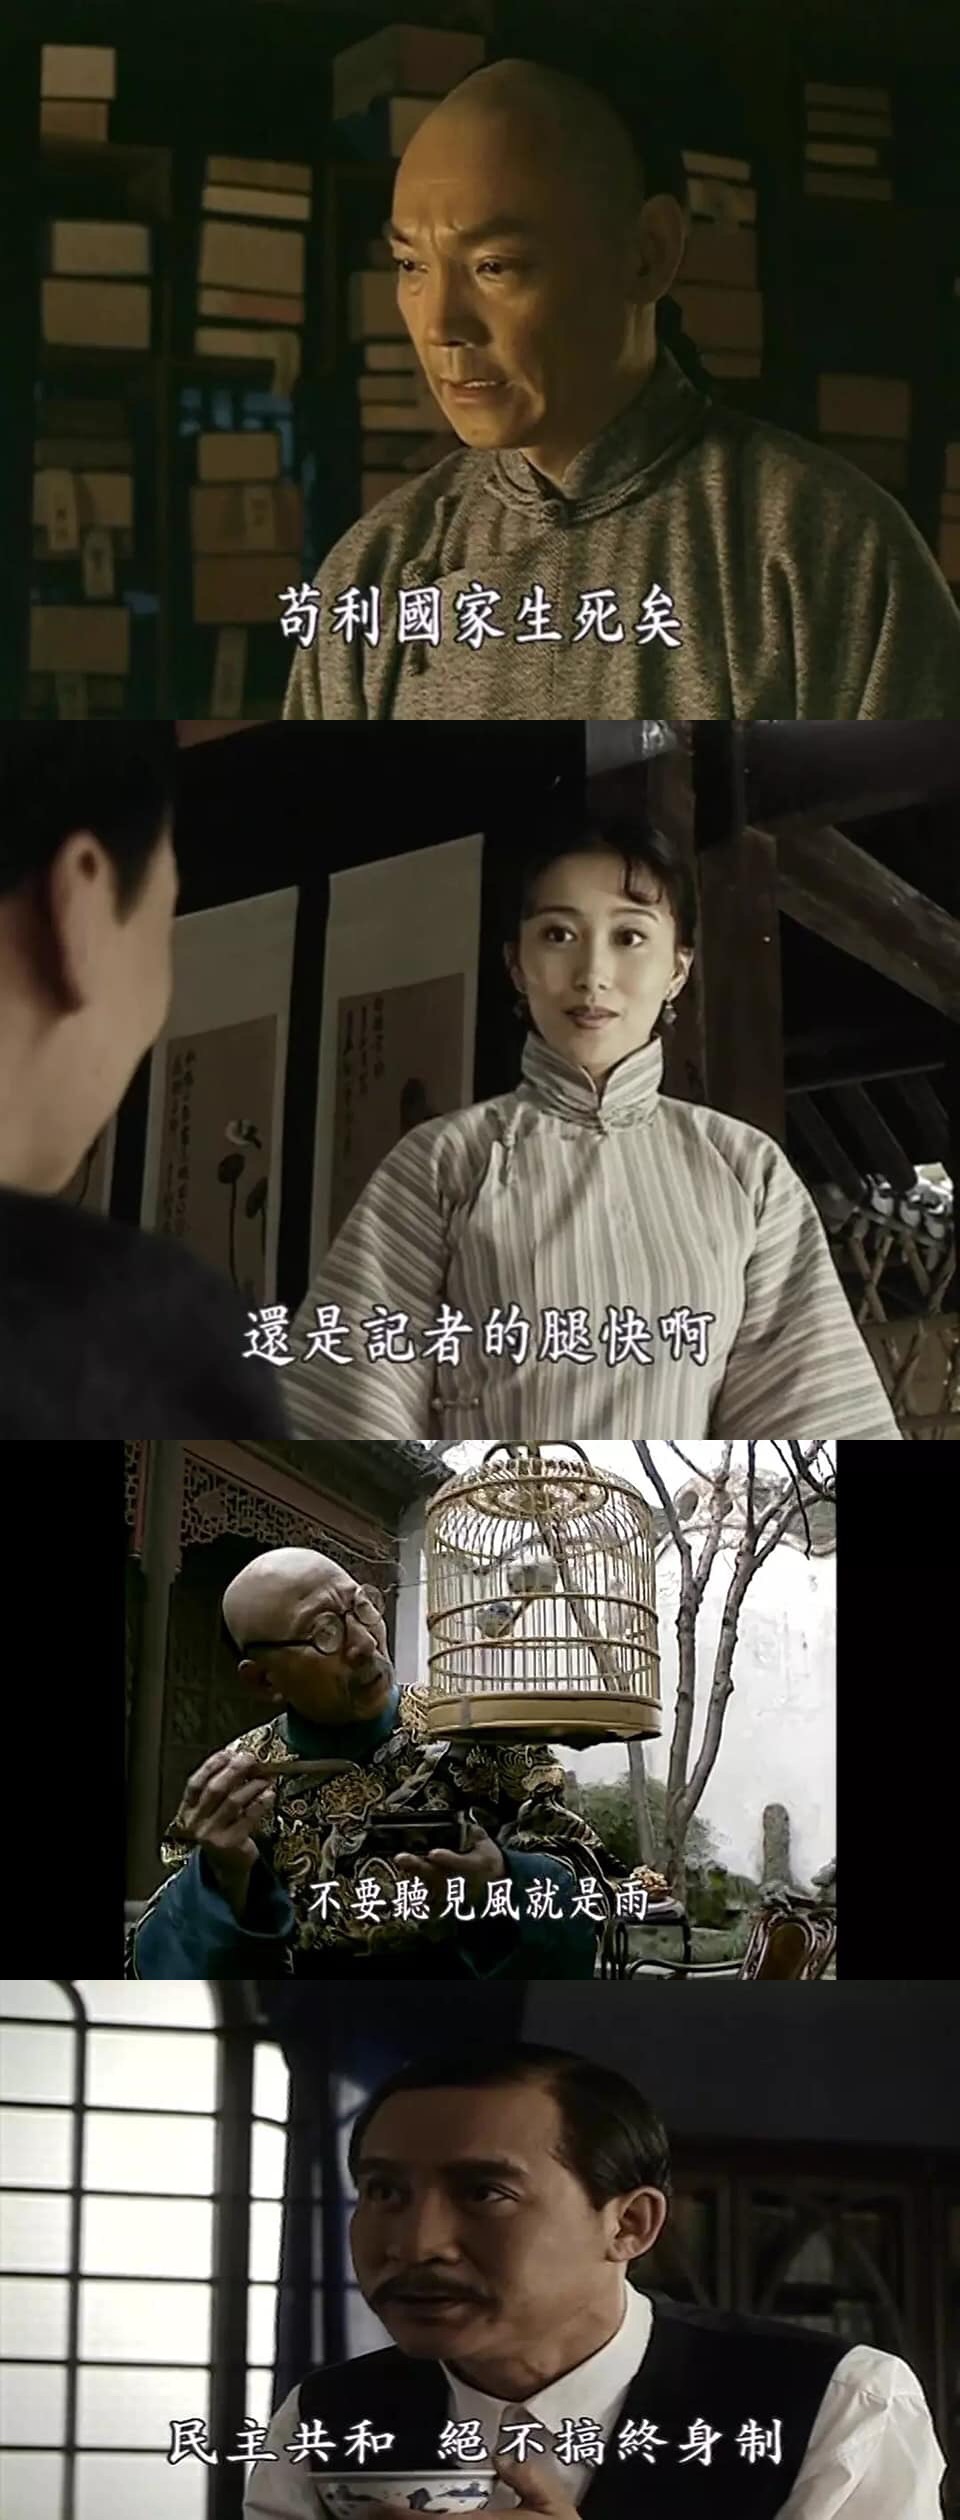 苟利國家生死矣
還是記者的腿快啊
不要聽見風就是雨
民主共和 絕不搞終身制